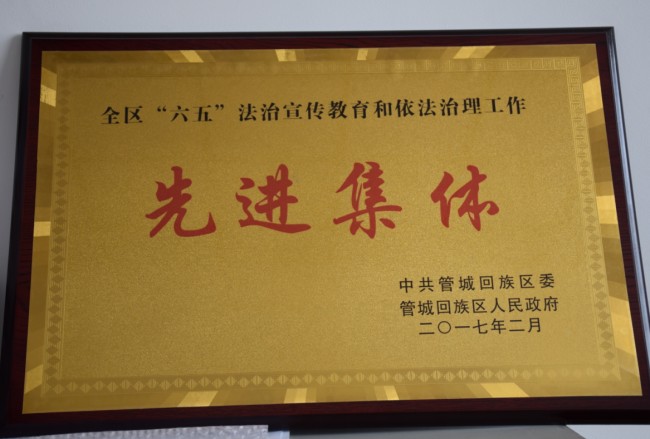 全区“六五”法治宣传教育和依法治理工作
先进集体
中共管城回族区委
管城回族区人民政府
二〇一七年二月